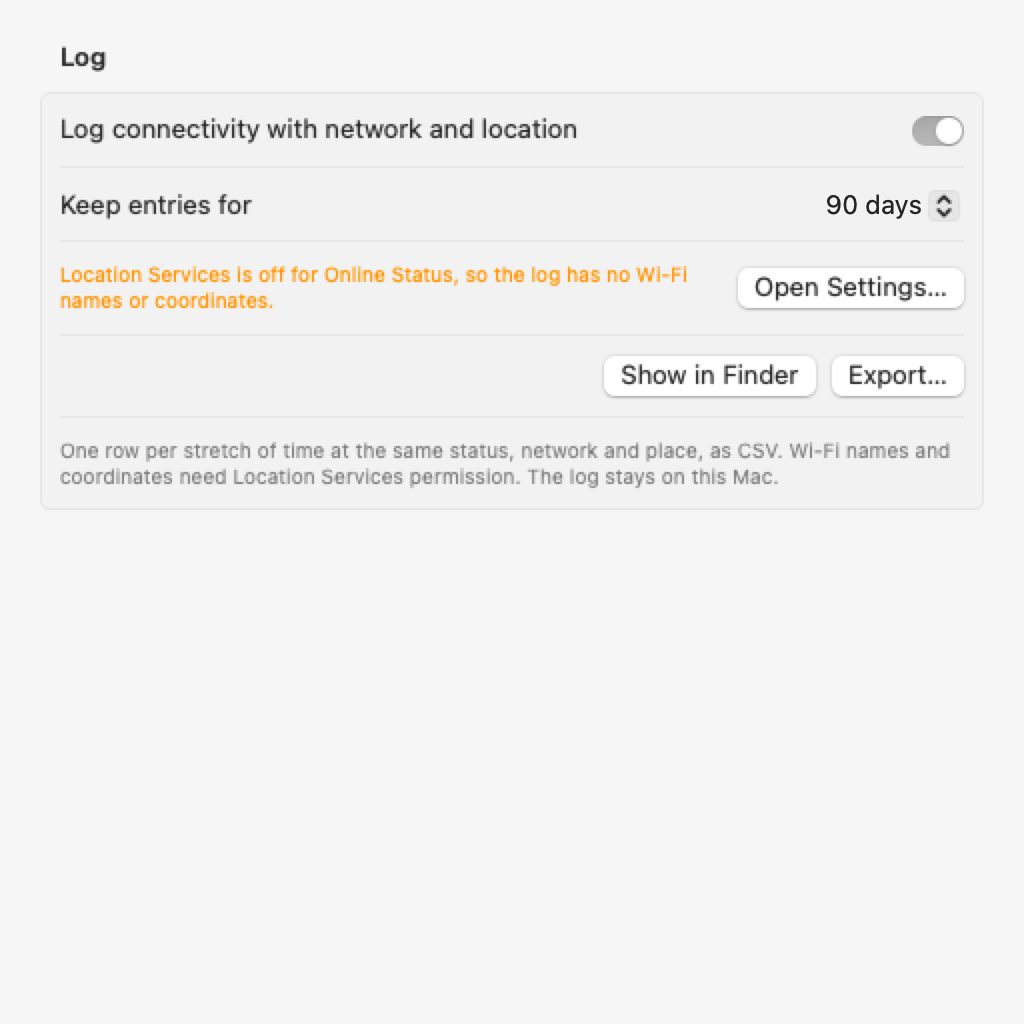 Log
Log connectivity with network and location
Keep entries for
90 days
Location Services is off for Online Status, so the log has no Wi-Fi
names or coordinates.
Open Settings...
Show in Finder
Export...
One row per stretch of time at the same status, network and place, as CSV. Wi-Fi names and
coordinates need Location Services permission. The log stays on this Mac.